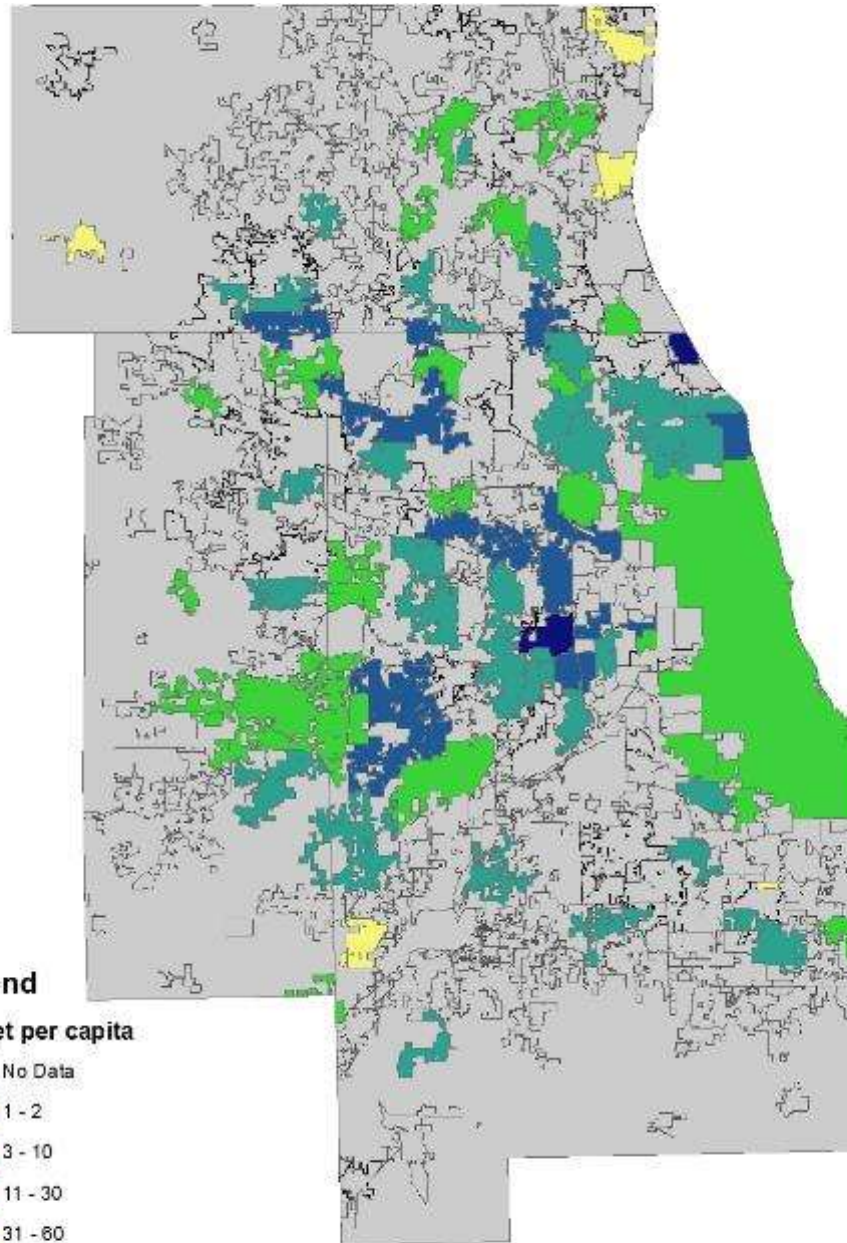 nd
et per capita
No Data
1 - 2
3 - 10
11 - 30
31 - 60